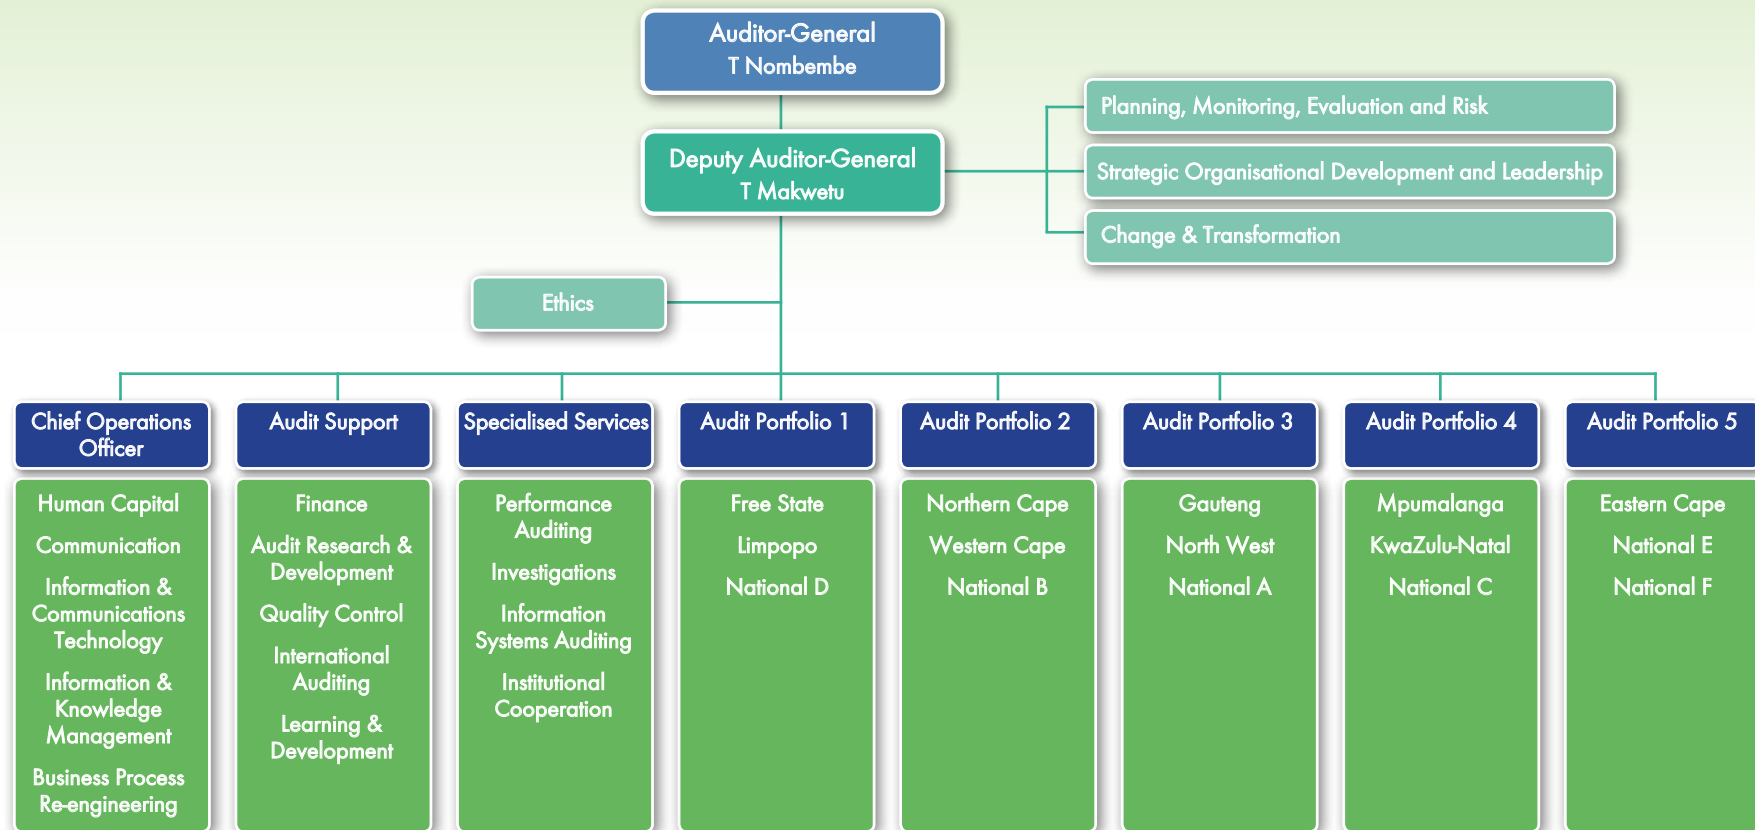 Auditor-General
T Nombembe
Deputy Auditor-General
T Makwetu
Planning, Monitoring, Evaluation and Risk
Strategic Organisational Development and Leadership
Change & Transformation
Ethics
Chief Operations
Officer
Human Capital
Communication
Information &
Communications
Technology
Information &
Knowledge
Management
Business Process
Re-engineering
Audit Support
Finance
Audit Research &
Development
Quality Control
International
Auditing
Learning &
Development
Specialised Services
Performance
Auditing
Investigations
Information
Systems Auditing
Institutional
Cooperation
Audit Portfolio 1
Free State
Limpopo
National D
Audit Portfolio 2
Northern Cape
Western Cape
National B
Audit Portfolio 3
Gauteng
North West
National A
Audit Portfolio 4
Mpumalanga
KwaZulu-Natal
National C
Audit Portfolio 5
Eastern Cape
National E
National F